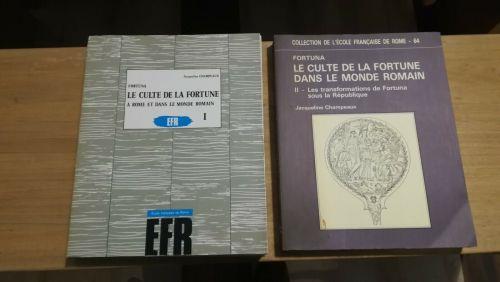 Jacqueline CHAMPEAUX
FORTUNA
LE CULTE DE LA FORTUNE
A ROME ET DANS LE MONDE ROMAIN
EFR I
École française de Rome
EFR
COLLECTION DE L'ÉCOLE FRANÇAISE DE ROME - 64
FORTUNA
LE CULTE DE LA FORTUNE
DANS LE MONDE ROMAIN
II - Les transformations de Fortuna
sous la République
Jacqueline Champeaux